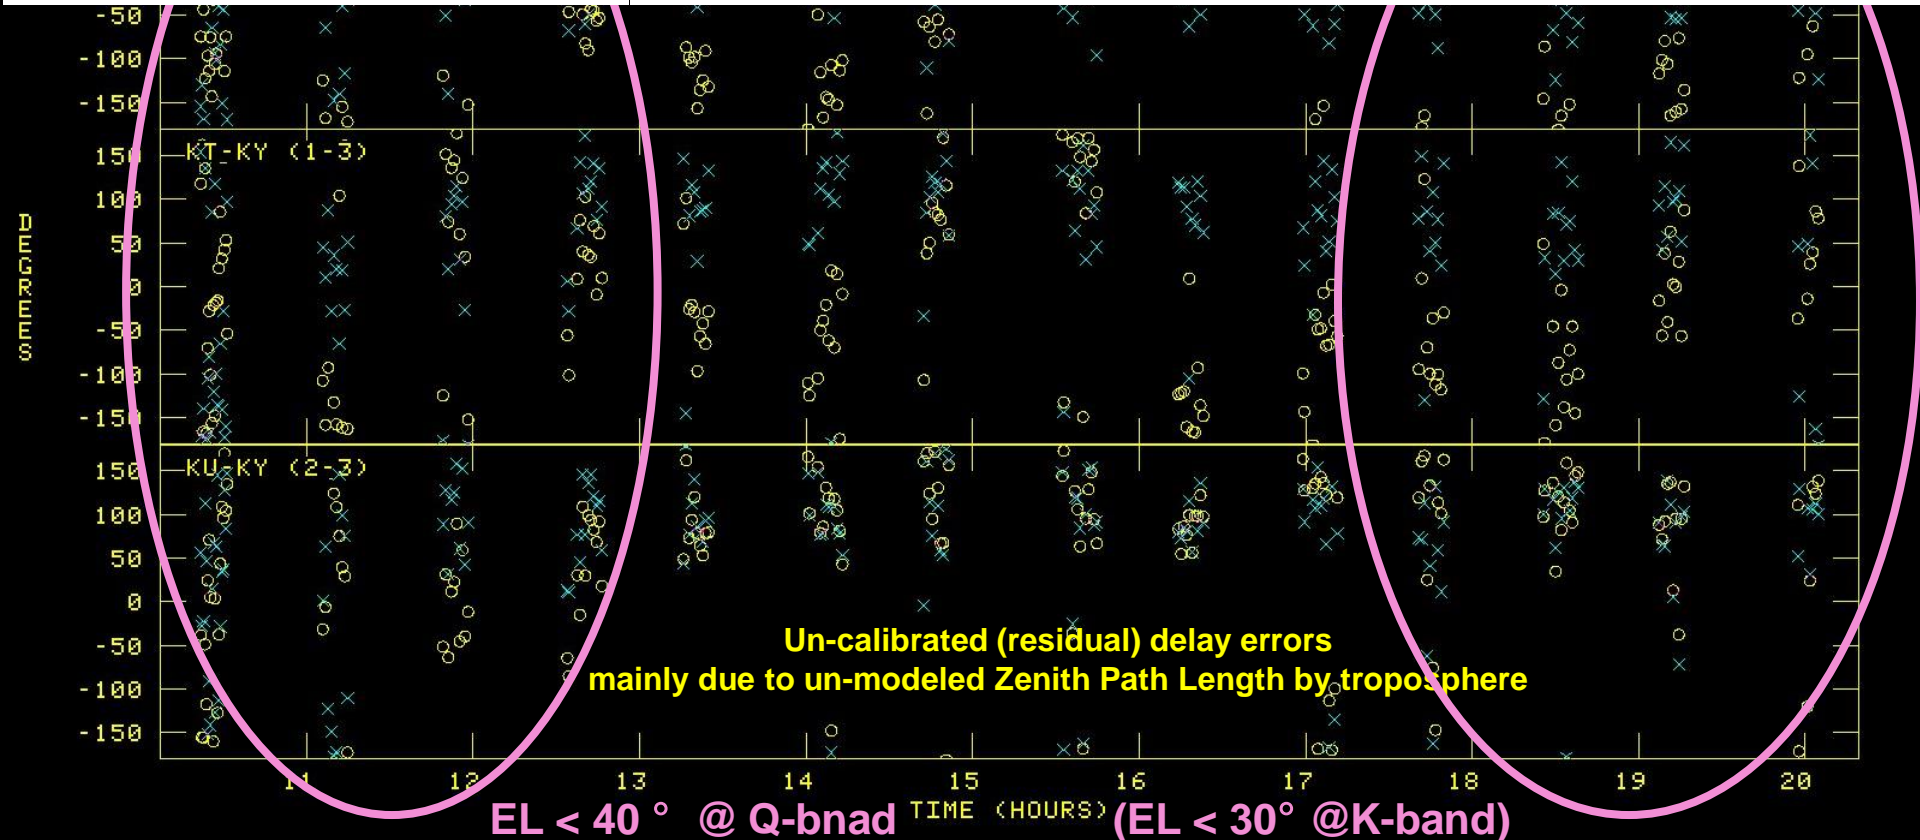 -50
-100
-150
KT-KY (1-3)
150
100
50
0
-50
-100
-150
DEGREES
KU-KY (2-3)
150
100
50
0
-50
-100
-150
Un-calibrated (residual) delay errors
mainly due to un-modeled Zenith Path Length by troposphere
11 12 13 14 15 16 17 18 19 20
TIME (HOURS)
EL < 40 ° @ Q-bnad (EL < 30° @K-band)